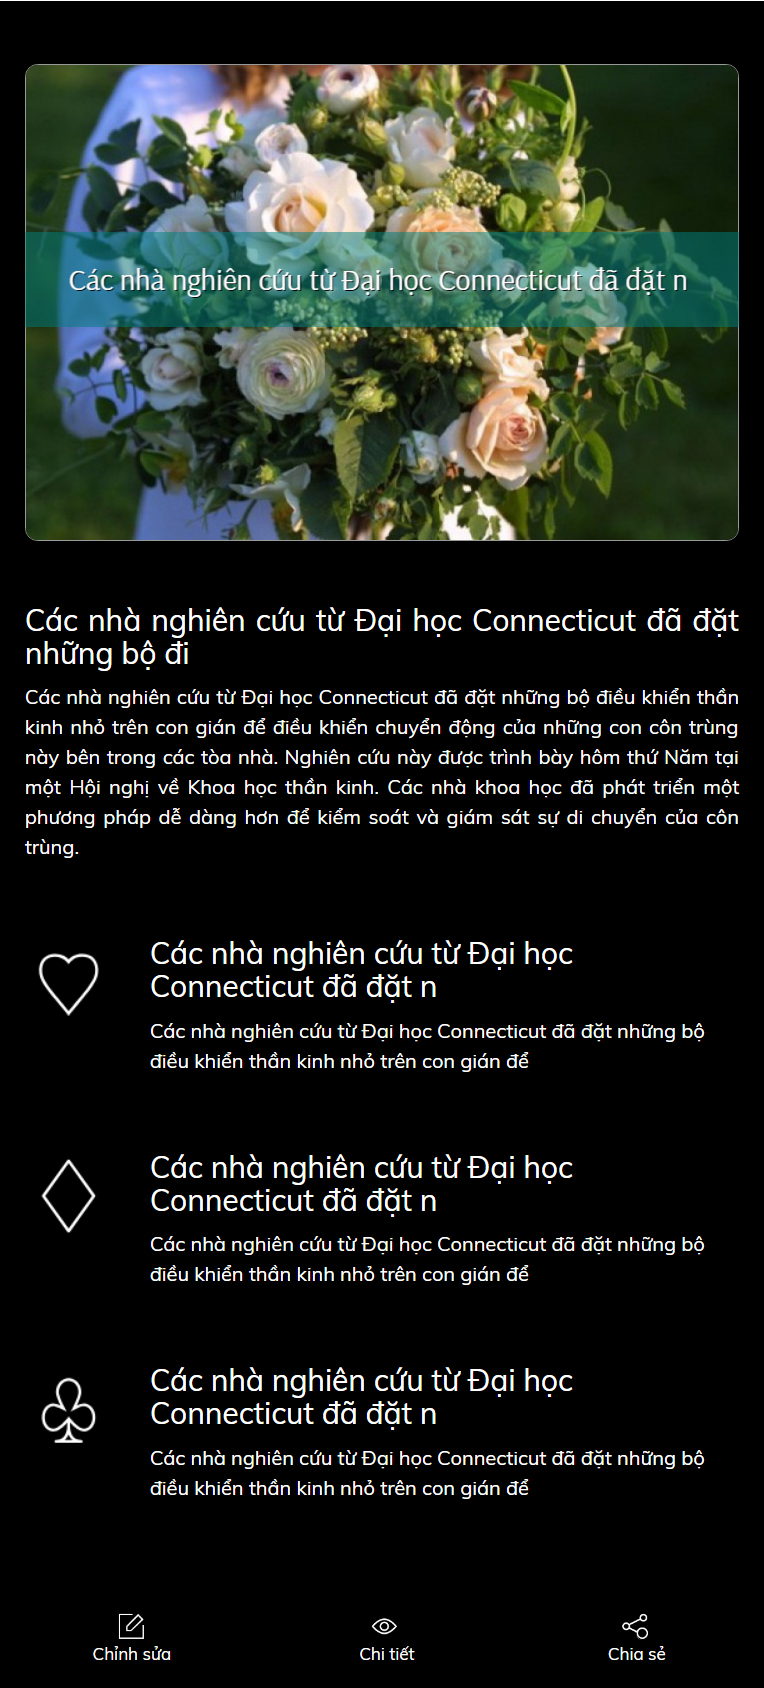 Các nhà nghiên cứu từ Đại học Connecticut đã đặt n
Các nhà nghiên cứu từ Đại học Connecticut đã đặt
những bộ đi
Các nhà nghiên cứu từ Đại học Connecticut đã đặt những bộ điều khiển thần
kinh nhỏ trên con gián để điều khiển chuyển động của những con côn trùng
này bên trong các tòa nhà. Nghiên cứu này được trình bày hôm thứ Năm tại
một Hội nghị về Khoa học thần kinh. Các nhà khoa học đã phát triển một
phương pháp dễ dàng hơn để kiểm soát và giám sát sự di chuyển của côn
trùng.
Các nhà nghiên cứu từ Đại học
Connecticut đã đặt n
Các nhà nghiên cứu từ Đại học Connecticut đã đặt những bộ
điều khiển thần kinh nhỏ trên con gián để
Các nhà nghiên cứu từ Đại học
Connecticut đã đặt n
Các nhà nghiên cứu từ Đại học Connecticut đã đặt những bộ
điều khiển thần kinh nhỏ trên con gián để
Các nhà nghiên cứu từ Đại học
Connecticut đã đặt n
Các nhà nghiên cứu từ Đại học Connecticut đã đặt những bộ
điều khiển thần kinh nhỏ trên con gián để
Chỉnh sửa
Chi tiết
Chia sẻ